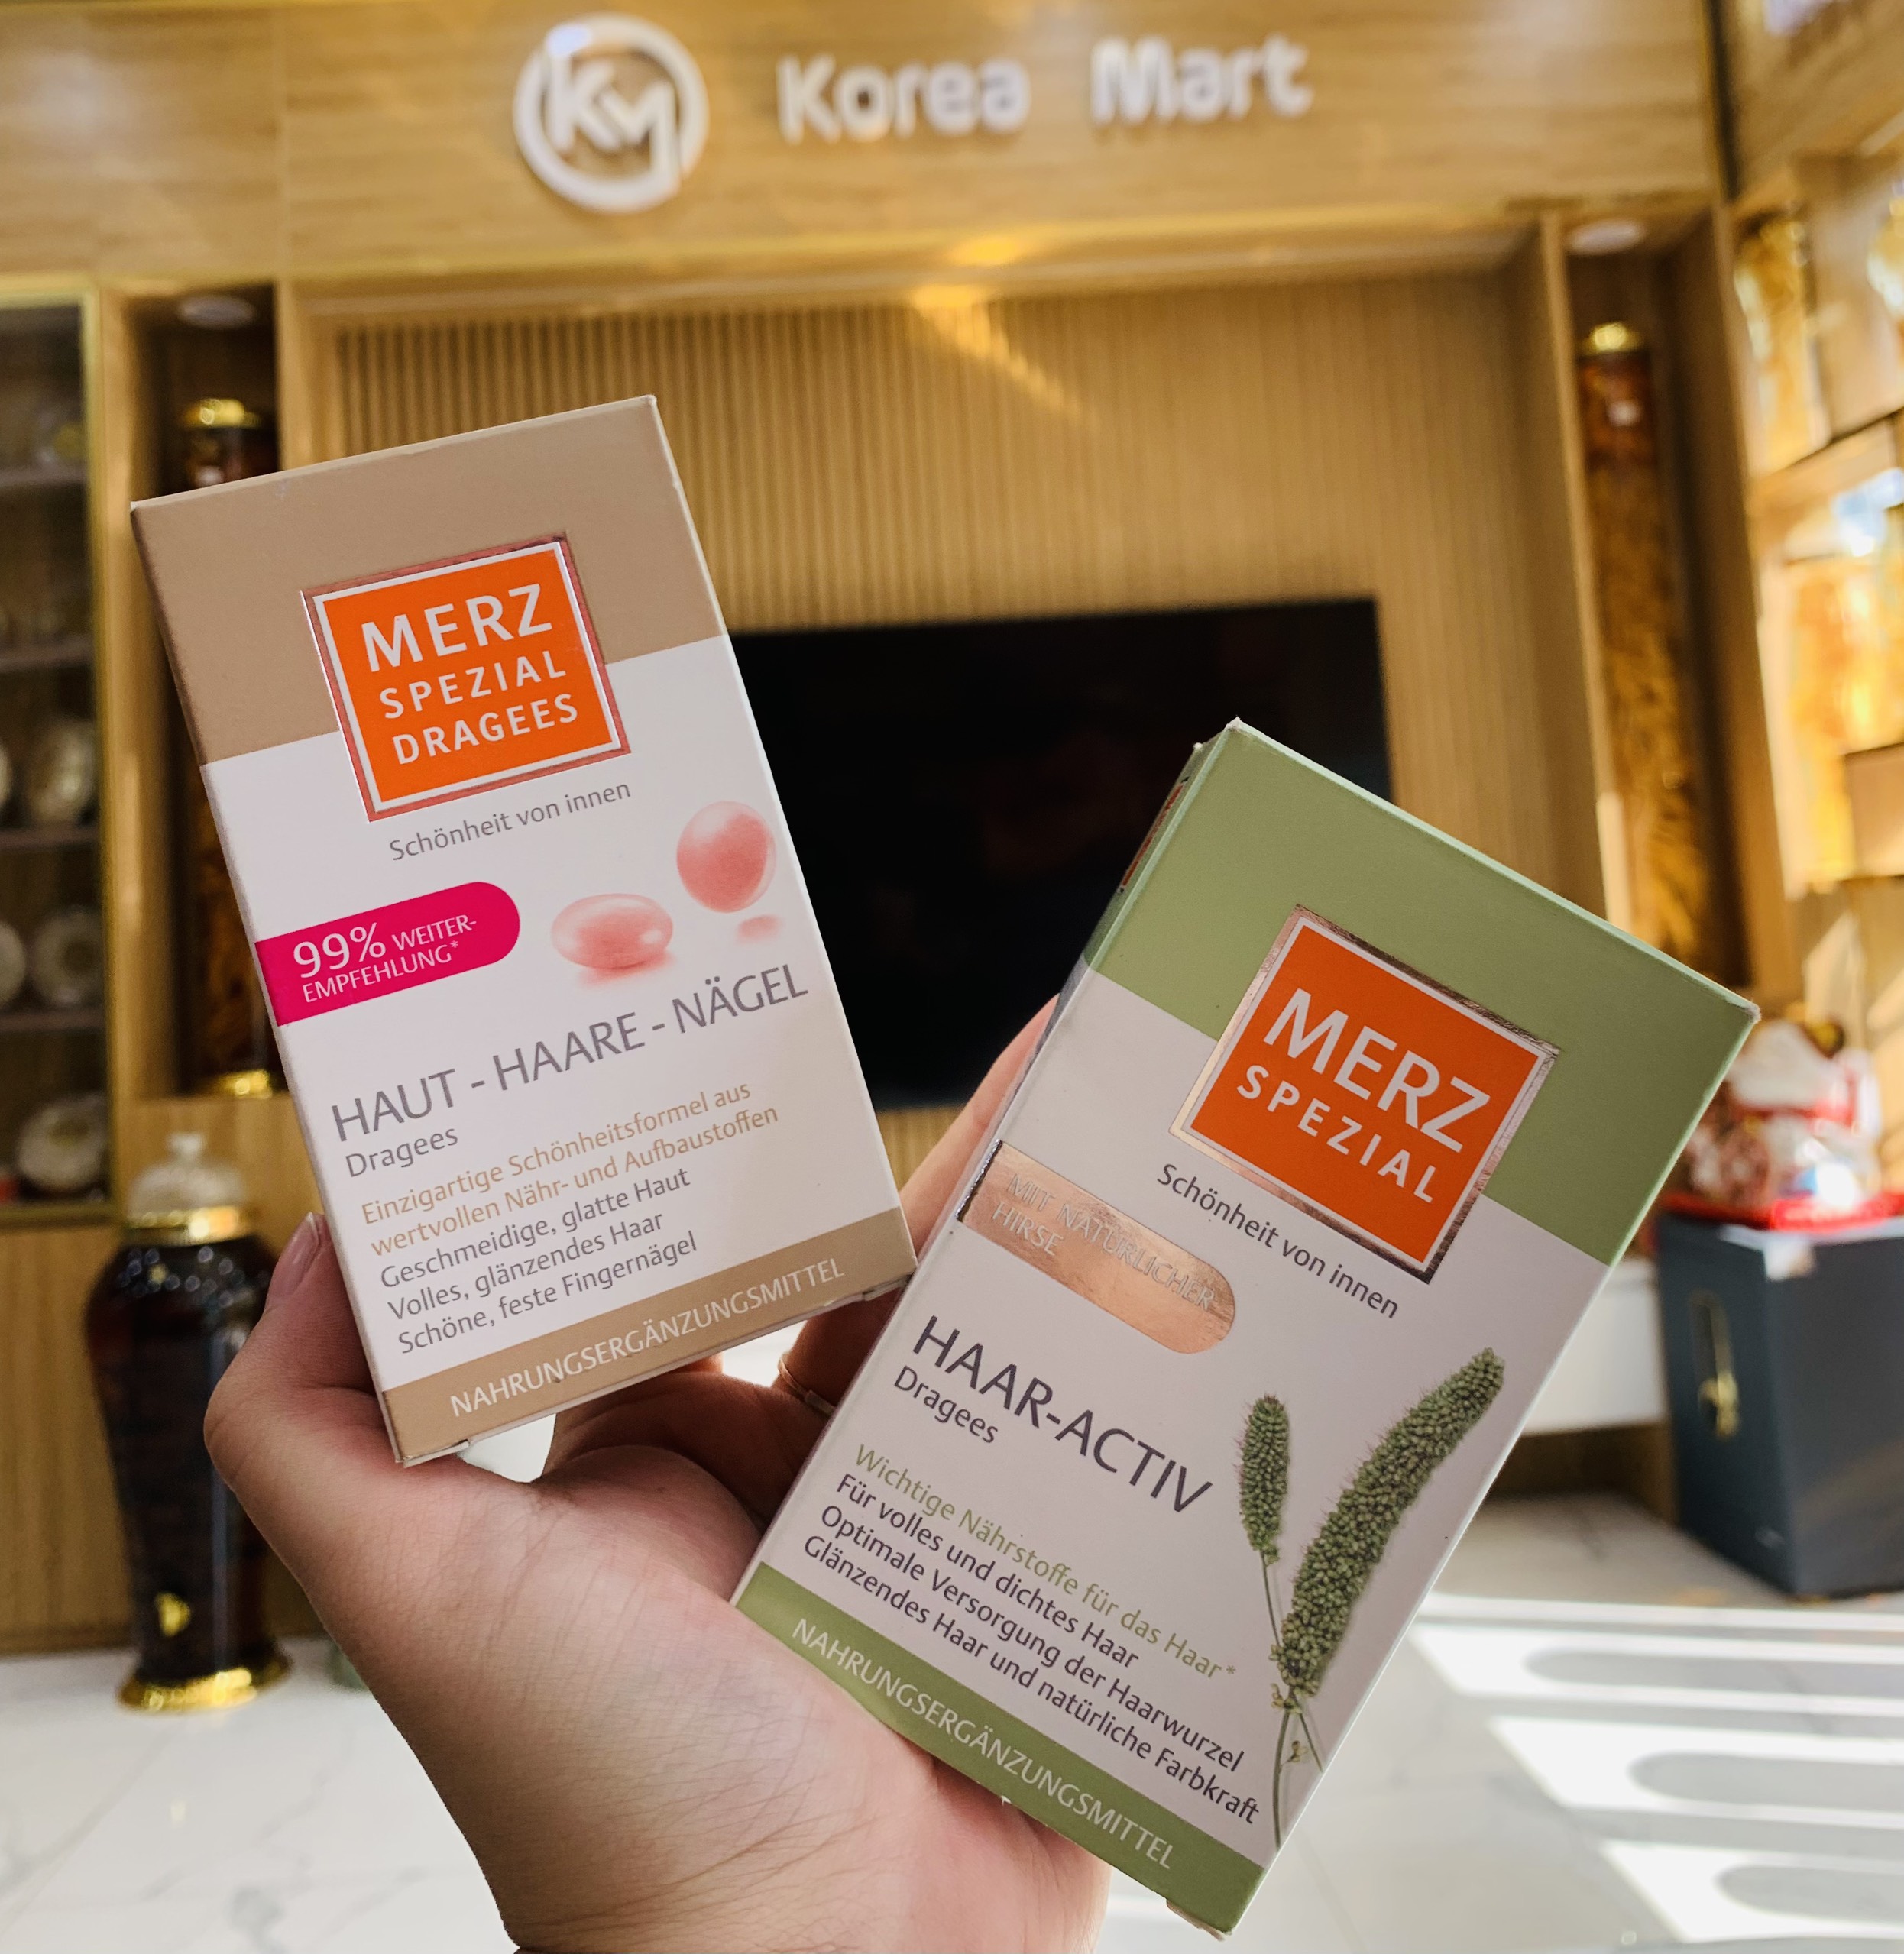 KM Korea Mart
MERZ
SPEZIAL
DRAGEES
Schönheit von innen
99% WEITER-
EMPFEHLUNG*
HAUT - HAARE - NÄGEL
Dragees
Einzigartige Schönheitsformel aus
wertvollen Nähr- und Aufbaustoffen
Geschmeidige, glatte Haut
Volles, glänzendes Haar
Schöne, feste Fingernägel
NAHRUNGSERGÄNZUNGSMITTEL
MERZ
SPEZIAL
Schönheit von innen
MIT NATÜRLICHER
HIRSE
HAAR-ACTIV
Dragees
Wichtige Nährstoffe für das Haar*
Für volles und dichtes Haar
Optimale Versorgung der Haarwurzel
Glänzendes Haar und natürliche Farbkraft
NAHRUNGSERGÄNZUNGSMITTEL